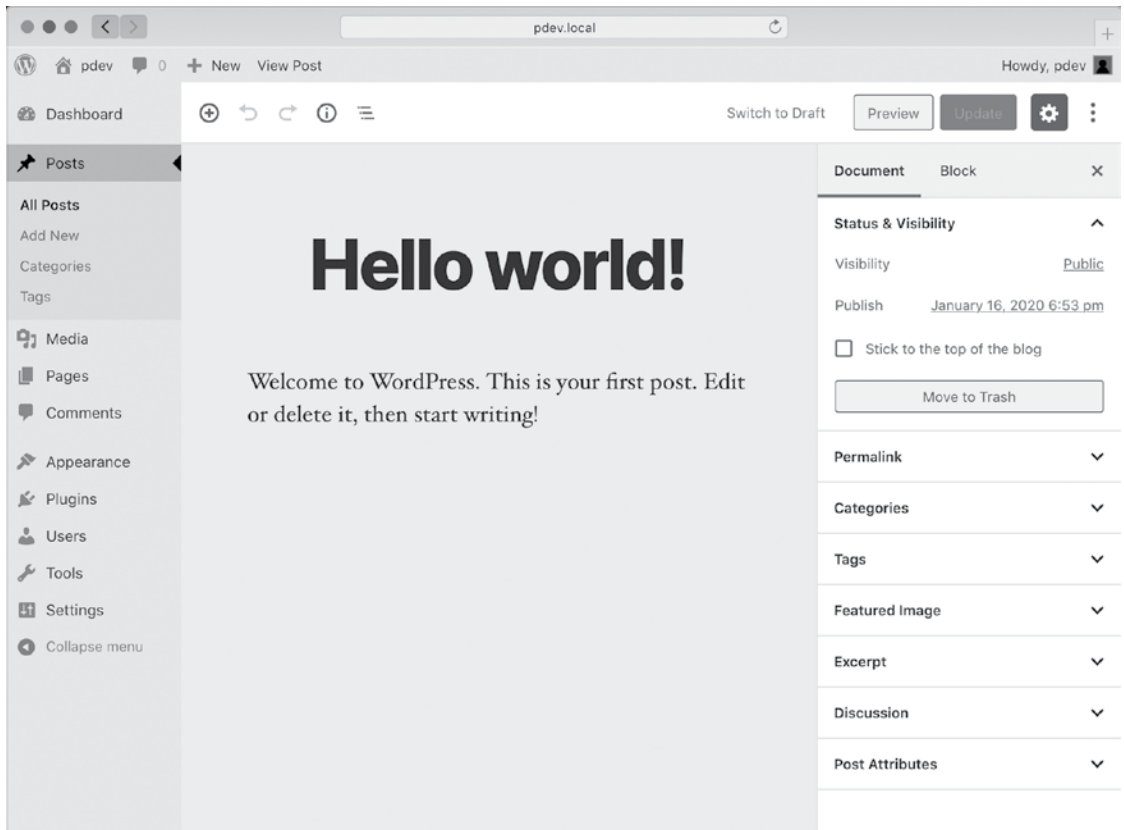 pdev.local
pdev 0 New View Post Howdy, pdev
Dashboard
Switch to Draft Preview Update
Posts
All Posts
Add New
Categories
Tags
Media
Pages
Comments
Appearance
Plugins
Users
Tools
Settings
Collapse menu
Hello world!
Welcome to WordPress. This is your first post. Edit
or delete it, then start writing!
Document Block
Status & Visibility
Visibility Public
Publish January 16, 2020 6:53 pm
Stick to the top of the blog
Move to Trash
Permalink
Categories
Tags
Featured Image
Excerpt
Discussion
Post Attributes